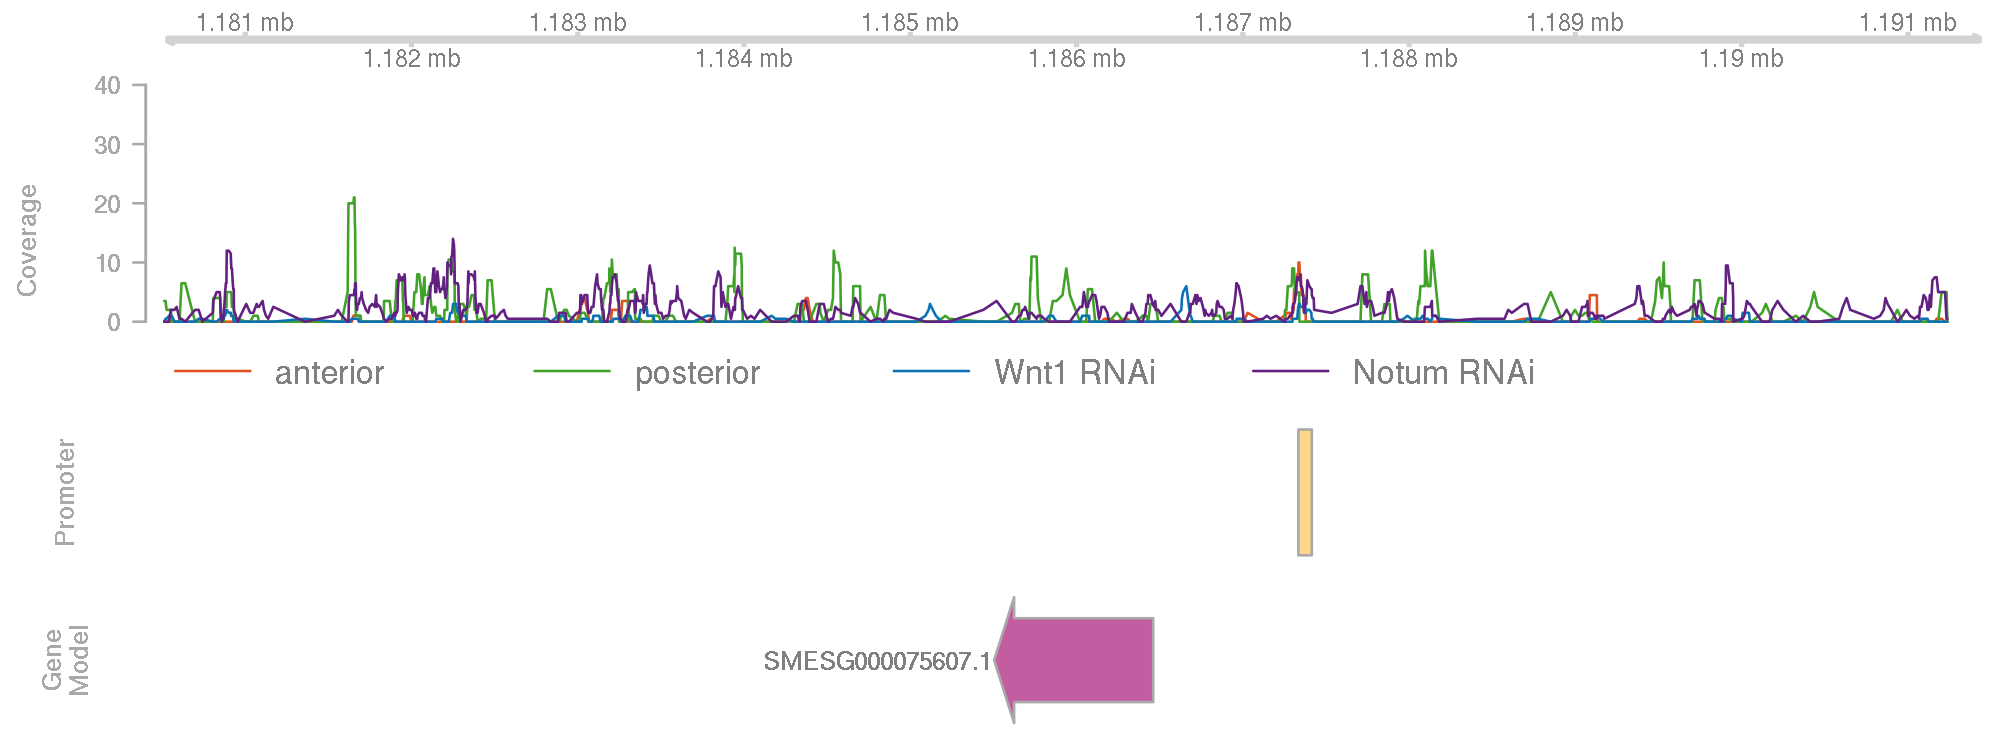 1.181 mb 1.183 mb 1.185 mb 1.187 mb 1.189 mb 1.191 mb
1.182 mb 1.184 mb 1.186 mb 1.188 mb 1.19 mb
40
30
20
10
0
Coverage
anterior posterior Wnt1 RNAi Notum RNAi
Promoter
Gene
Model
SMESG000075607.1